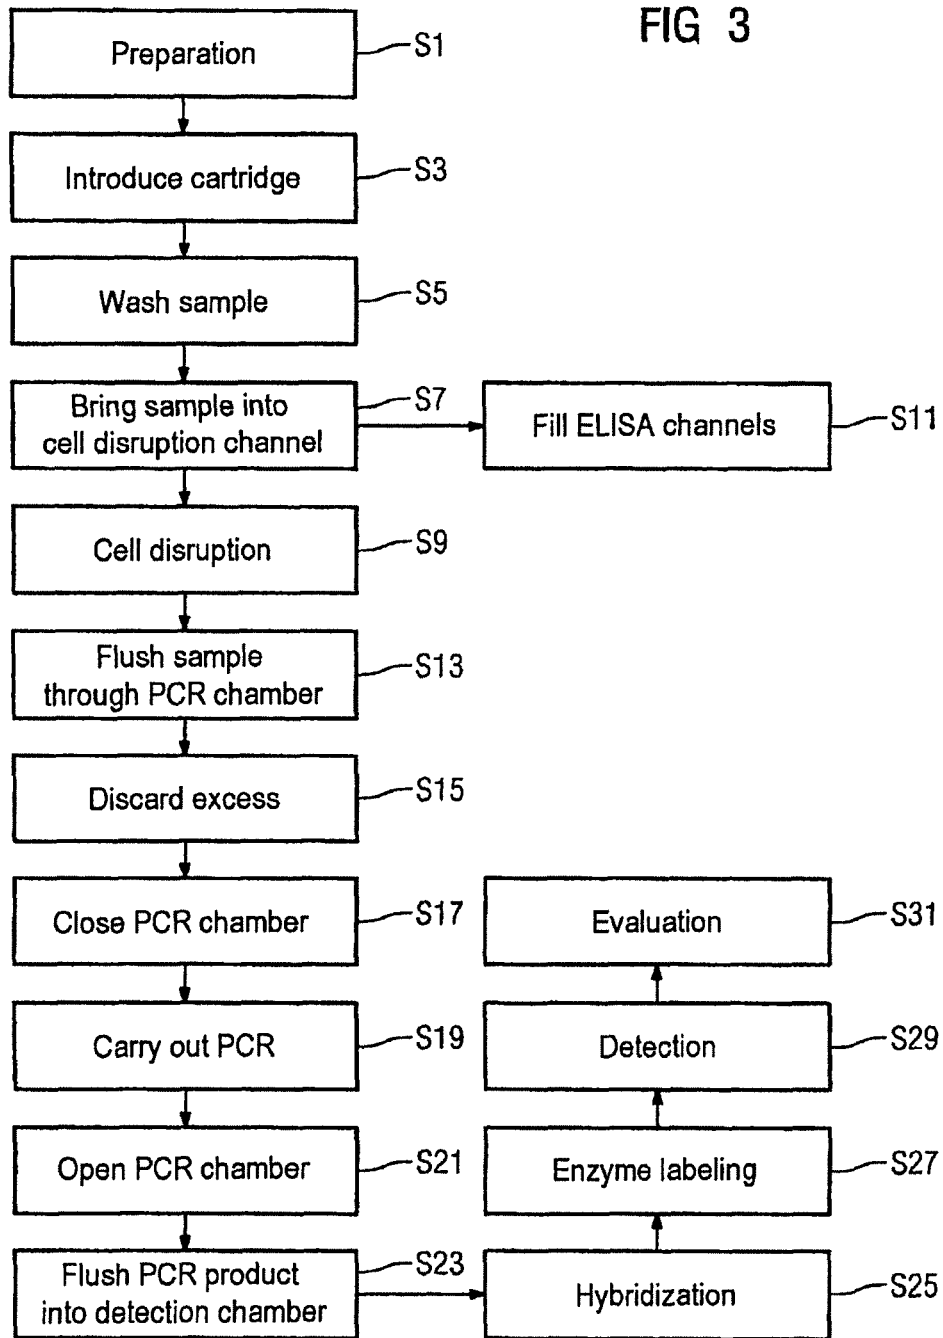 FIG 3
Preparation
S1
Introduce cartridge
S3
Wash sample
S5
Bring sample into
cell disruption channel
S7
Fill ELISA channels
S11
Cell disruption
S9
Flush sample
through PCR chamber
S13
Discard excess
S15
Close PCR chamber
S17
Evaluation
S31
Carry out PCR
S19
Detection
S29
Open PCR chamber
S21
Enzyme labeling
S27
Flush PCR product
into detection chamber
S23
Hybridization
S25